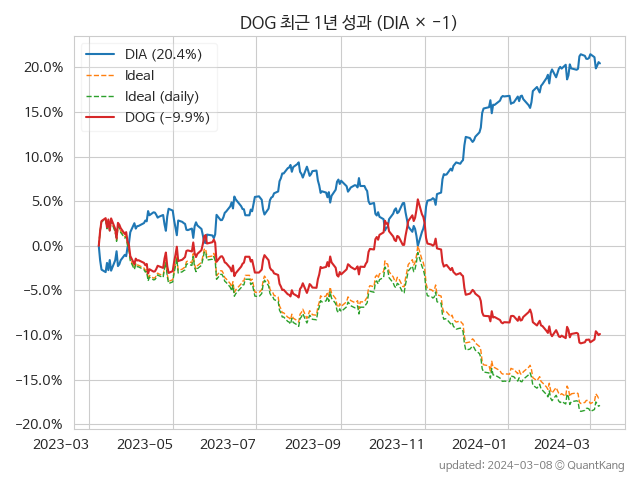 DOG 최근 1년 성과 (DIA × -1)
DIA (20.4%)
Ideal
Ideal (daily)
DOG (-9.9%)
20.0%
15.0%
10.0%
5.0%
0.0%
-5.0%
-10.0%
-15.0%
-20.0%
2023-03 2023-05 2023-07 2023-09 2023-11 2024-01 2024-03
updated: 2024-03-08 ⓒ QuantKang